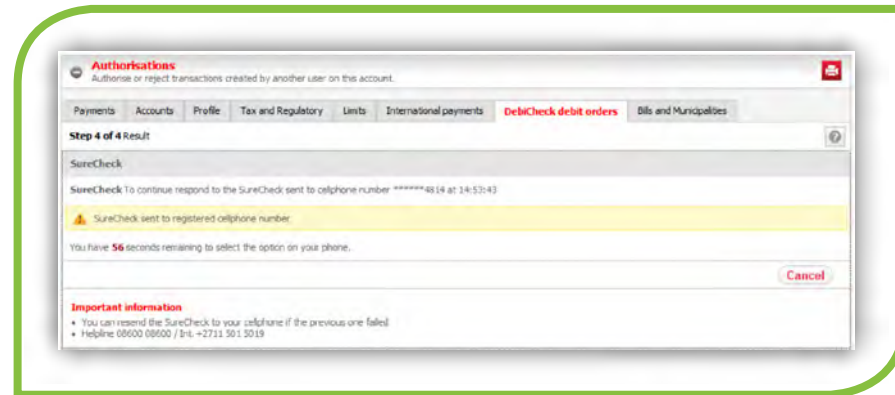 Authorisations
Authorise or reject transactions created by another user on this account.
Payments Accounts Profile Tax and Regulatory Limits International payments DebiCheck debit orders Bills and Municipalities
Step 4 of 4 Result
SureCheck
SureCheck To continue respond to the SureCheck sent to cellphone number ******4814 at 14:53:43
SureCheck sent to registered cellphone number.
You have 56 seconds remaining to select the option on your phone.
Cancel
Important information
• You can resend the SureCheck to your cellphone if the previous one failed
• Helpline 08600 08600 / Int. +2711 501 5019